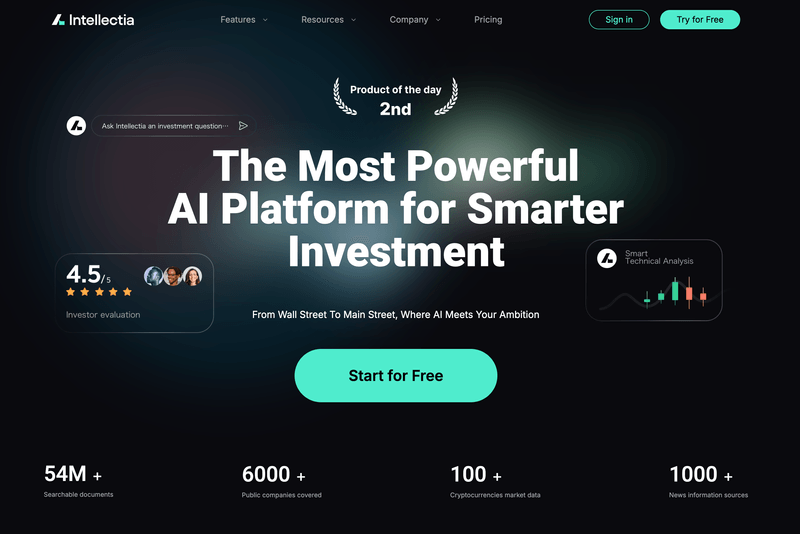 Intellectia
Features
Resources
Company
Pricing
Sign in
Try for Free
Product of the day
2nd
Ask Intellectia an investment question···
The Most Powerful
AI Platform for Smarter
Investment
4.5/5
Investor evaluation
Smart
Technical Analysis
From Wall Street To Main Street, Where AI Meets Your Ambition
Start for Free
54M +
Searchable documents
6000 +
Public companies covered
100 +
Cryptocurrencies market data
1000 +
News information sources